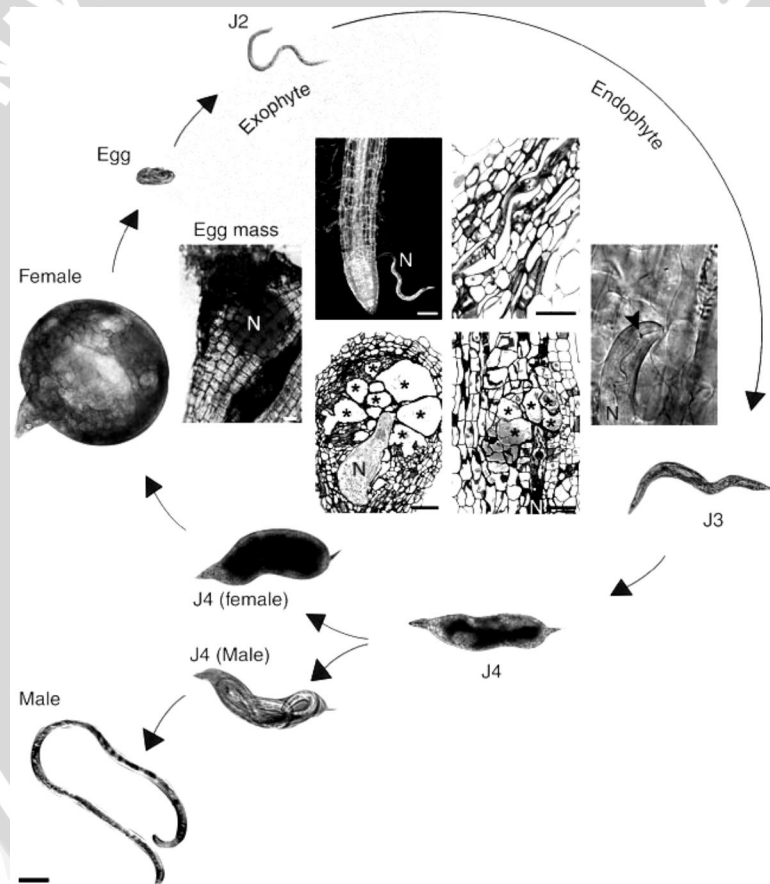 J2
Exophyte
Endophyte
Egg
Egg mass
Female
N
N
N
N
N
N
* * * * * * * *
* * * * *
J3
J4 (female)
J4
J4 (Male)
Male